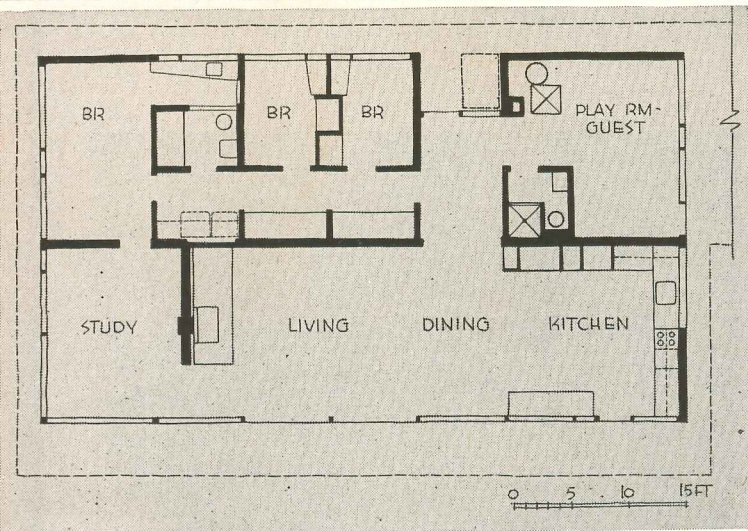 BR
BR
BR
PLAY RM-
GUEST
STUDY
LIVING
DINING
KITCHEN
0 5 10 15FT